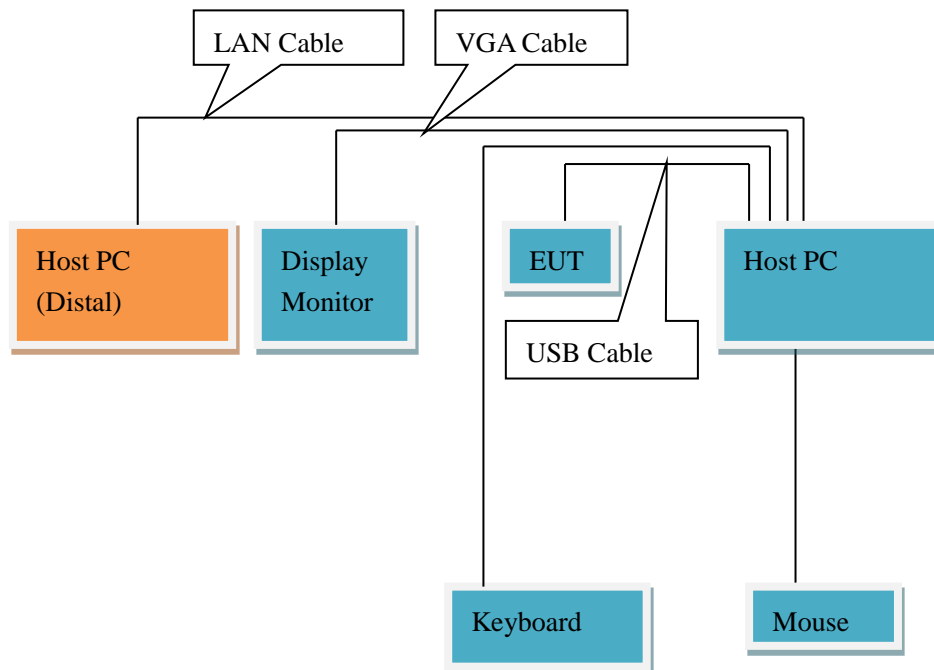 LAN Cable
VGA Cable
Host PC
(Distal)
Display
Monitor
EUT
Host PC
USB Cable
Keyboard
Mouse